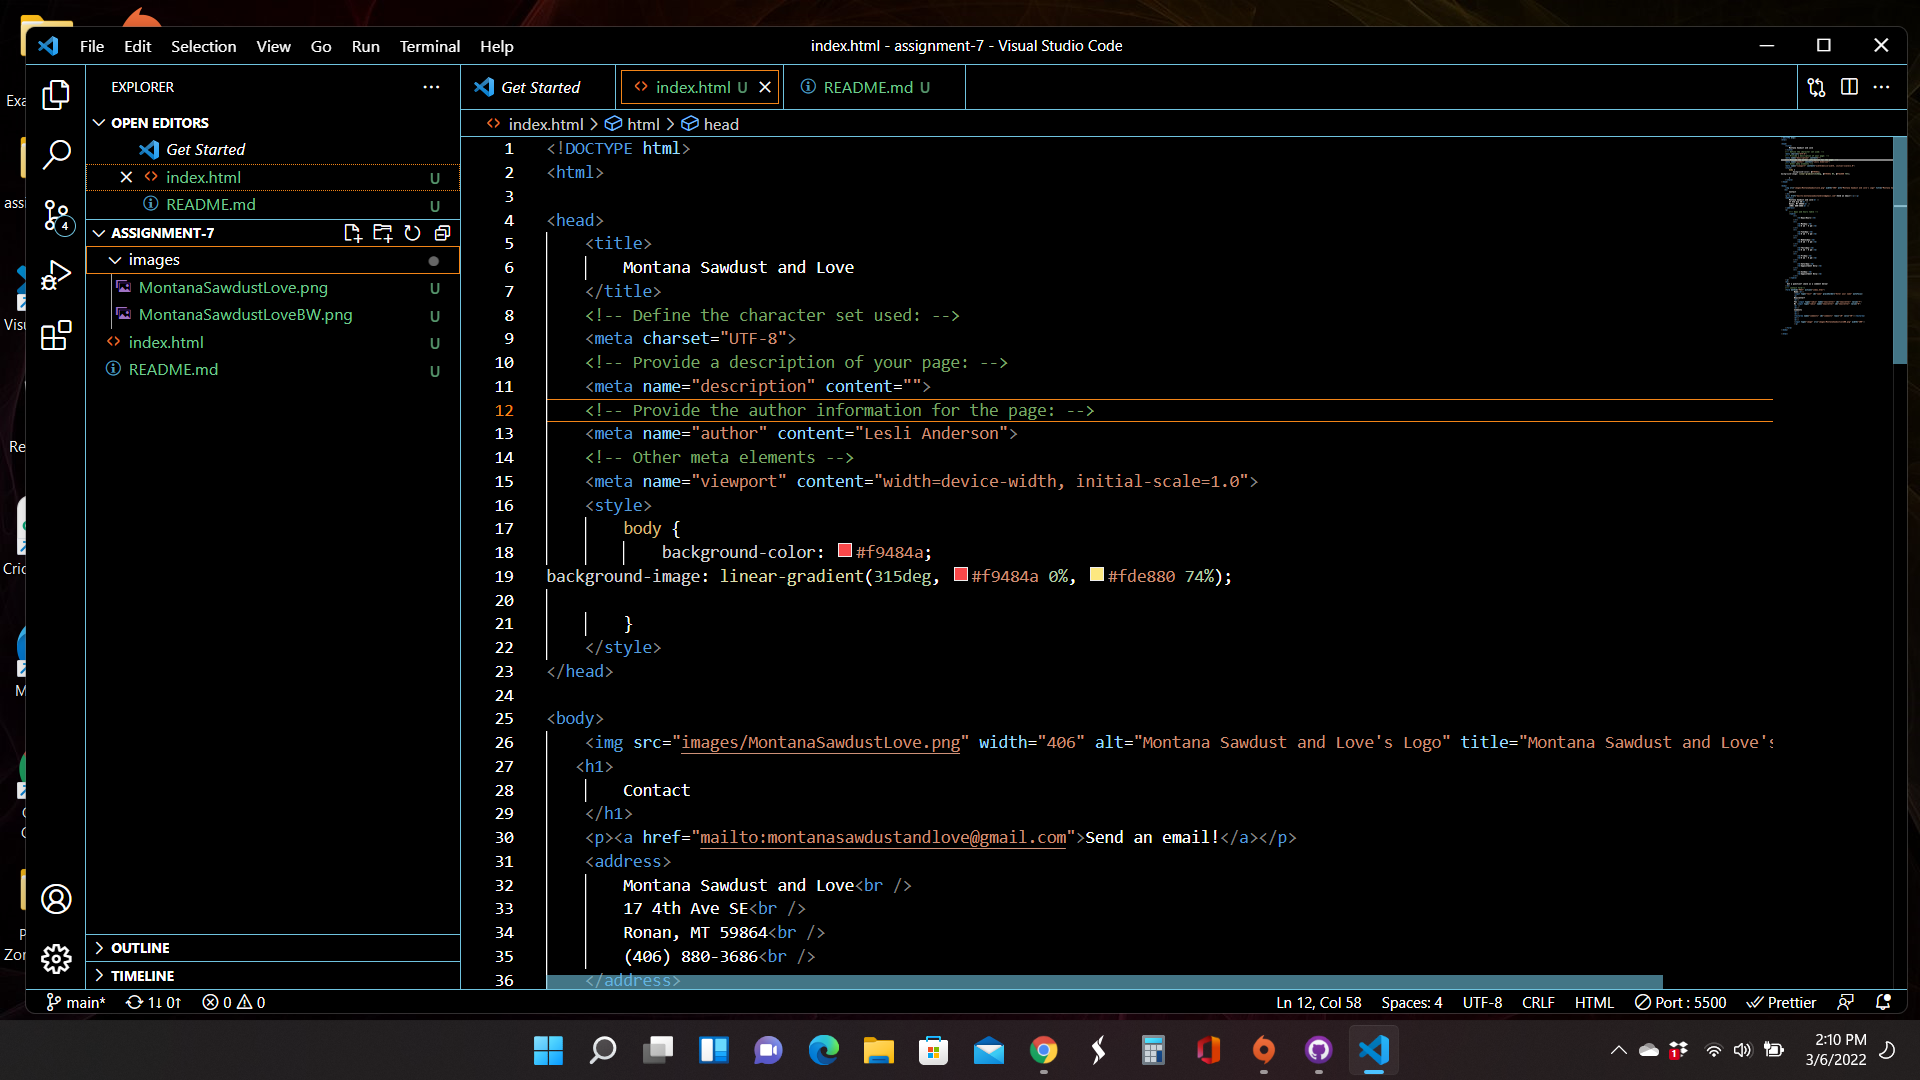 File Edit Selection View Go Run Terminal Help
index.html - assignment-7 - Visual Studio Code
EXPLORER
OPEN EDITORS
Get Started
index.html U
README.md U
ASSIGNMENT-7
images
MontanaSawdustLove.png U
MontanaSawdustLoveBW.png U
index.html U
README.md U
OUTLINE
TIMELINE
4
Get Started
index.html U
README.md U
index.html > html > head
1 <!DOCTYPE html>
2 <html>
3
4 <head>
5 <title>
6 Montana Sawdust and Love
7 </title>
8 <!-- Define the character set used: -->
9 <meta charset="UTF-8">
10 <!-- Provide a description of your page: -->
11 <meta name="description" content="">
12 <!-- Provide the author information for the page: -->
13 <meta name="author" content="Lesli Anderson">
14 <!-- Other meta elements -->
15 <meta name="viewport" content="width=device-width, initial-scale=1.0">
16 <style>
17 body {
18 background-color: #f9484a;
19 background-image: linear-gradient(315deg, #f9484a 0%, #fde880 74%);
20
21 }
22 </style>
23 </head>
24
25 <body>
26 <img src="images/MontanaSawdustLove.png" width="406" alt="Montana Sawdust and Love's Logo" title="Montana Sawdust and Love's
27 <h1>
28 Contact
29 </h1>
30 <p><a href="mailto:montanasawdustandlove@gmail.com">Send an email!</a></p>
31 <address>
32 Montana Sawdust and Love<br />
33 17 4th Ave SE<br />
34 Ronan, MT 59864<br />
35 (406) 880-3686<br />
36 </address>
main* 1↓ 0↑ 0 0
Ln 12, Col 58 Spaces: 4 UTF-8 CRLF HTML Port : 5500 Prettier
1
2:10 PM
3/6/2022